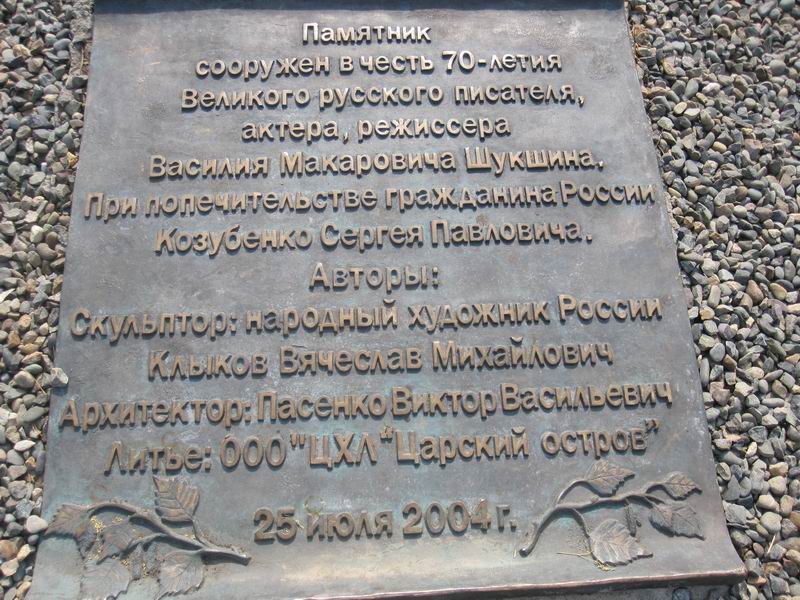 Памятник
сооружен в честь 70-летия
Великого русского писателя,
актера, режиссера
Василия Макаровича Шукшина.
При попечительстве гражданина России
Козубенко Сергея Павловича.
Авторы:
Скульптор: народный художник России
Клыков Вячеслав Михайлович
Архитектор: Пасенко Виктор Васильевич
Литье: ООО "ЦХЛ "Царский остров"
25 июля 2004 г.